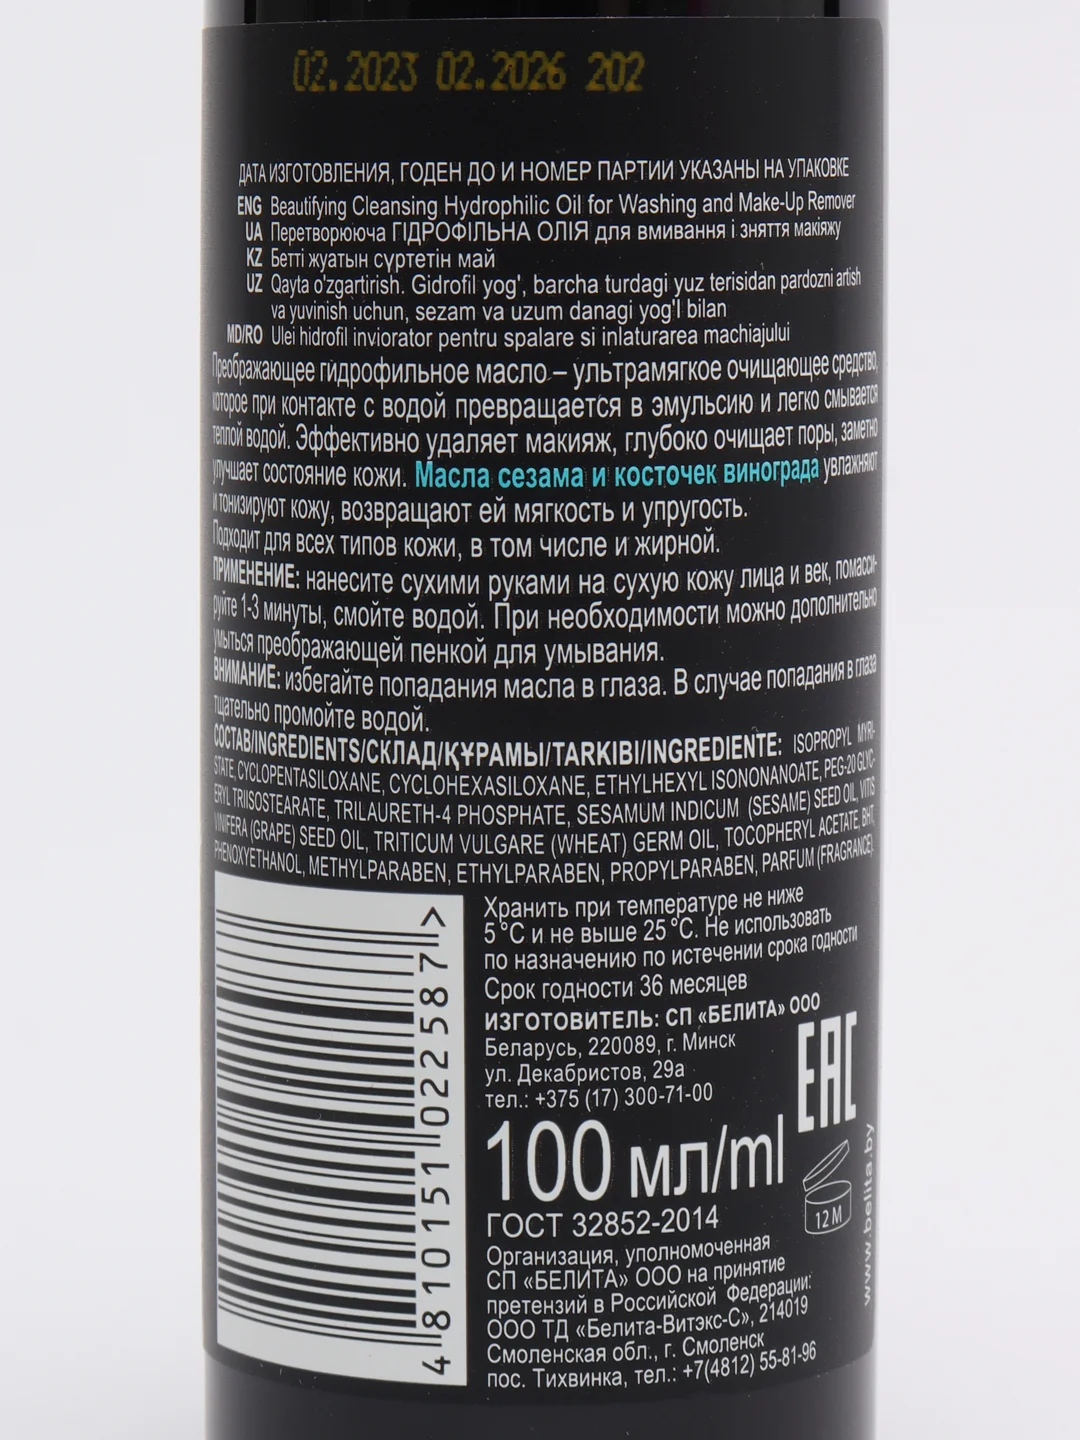 02.2023 02.2026 202
ДАТА ИЗГОТОВЛЕНИЯ, ГОДЕН ДО И НОМЕР ПАРТИИ УКАЗАНЫ НА УПАКОВКЕ
ENG Beautifying Cleansing Hydrophilic Oil for Washing and Make-Up Remover
UA Перетворююча ГІДРОФІЛЬНА ОЛІЯ для вмивання і зняття макіяжу
KZ Бетті жуатын сүртетін май
UZ Qayta o'zgartirish. Gidrofil yog', barcha turdagi yuz terisidan pardozni artish
va yuvinish uchun, sezam va uzum danagi yog'l bilan
MD/RO Ulei hidrofil inviorator pentru spalare si inlaturarea machiajului
Преображающее гидрофильное масло – ультрамягкое очищающее средство,
которое при контакте с водой превращается в эмульсию и легко смывается
теплой водой. Эффективно удаляет макияж, глубоко очищает поры, заметно
улучшает состояние кожи. Масла сезама и косточек винограда увлажняют
и тонизируют кожу, возвращают ей мягкость и упругость.
Подходит для всех типов кожи, в том числе и жирной.
ПРИМЕНЕНИЕ: нанесите сухими руками на сухую кожу лица и век, помасси-
руйте 1-3 минуты, смойте водой. При необходимости можно дополнительно
умыться преображающей пенкой для умывания.
ВНИМАНИЕ: избегайте попадания масла в глаза. В случае попадания в глаза
тщательно промойте водой.
СОСТАВ/INGREDIENTS/СКЛАД/ҚҰРАМЫ/TARKIBI/INGREDIENTE: ISOPROPYL MYRI-
STATE, CYCLOPENTASILOXANE, CYCLOHEXASILOXANE, ETHYLHEXYL ISONONANOATE, PEG-20 GLYC-
ERYL TRIISOSTEARATE, TRILAURETH-4 PHOSPHATE, SESAMUM INDICUM (SESAME) SEED OIL, VITIS
VINIFERA (GRAPE) SEED OIL, TRITICUM VULGARE (WHEAT) GERM OIL, TOCOPHERYL ACETATE, BHT,
PHENOXYETHANOL, METHYLPARABEN, ETHYLPARABEN, PROPYLPARABEN, PARFUM (FRAGRANCE).
Хранить при температуре не ниже
5 °С и не выше 25 °С. Не использовать
по назначению по истечении срока годности
Срок годности 36 месяцев
ИЗГОТОВИТЕЛЬ: СП «БЕЛИТА» ООО
Беларусь, 220089, г. Минск
ул. Декабристов, 29а
тел.: +375 (17) 300-71-00
EAC
100 мл/ml
12 M
ГОСТ 32852-2014
Организация, уполномоченная
СП «БЕЛИТА» ООО на принятие
претензий в Российской Федерации:
ООО ТД «Белита-Витэкс-С», 214019
Смоленская обл., г. Смоленск
пос. Тихвинка, тел.: +7(4812) 55-81-96
www.belita.by
4 810151 022587 >